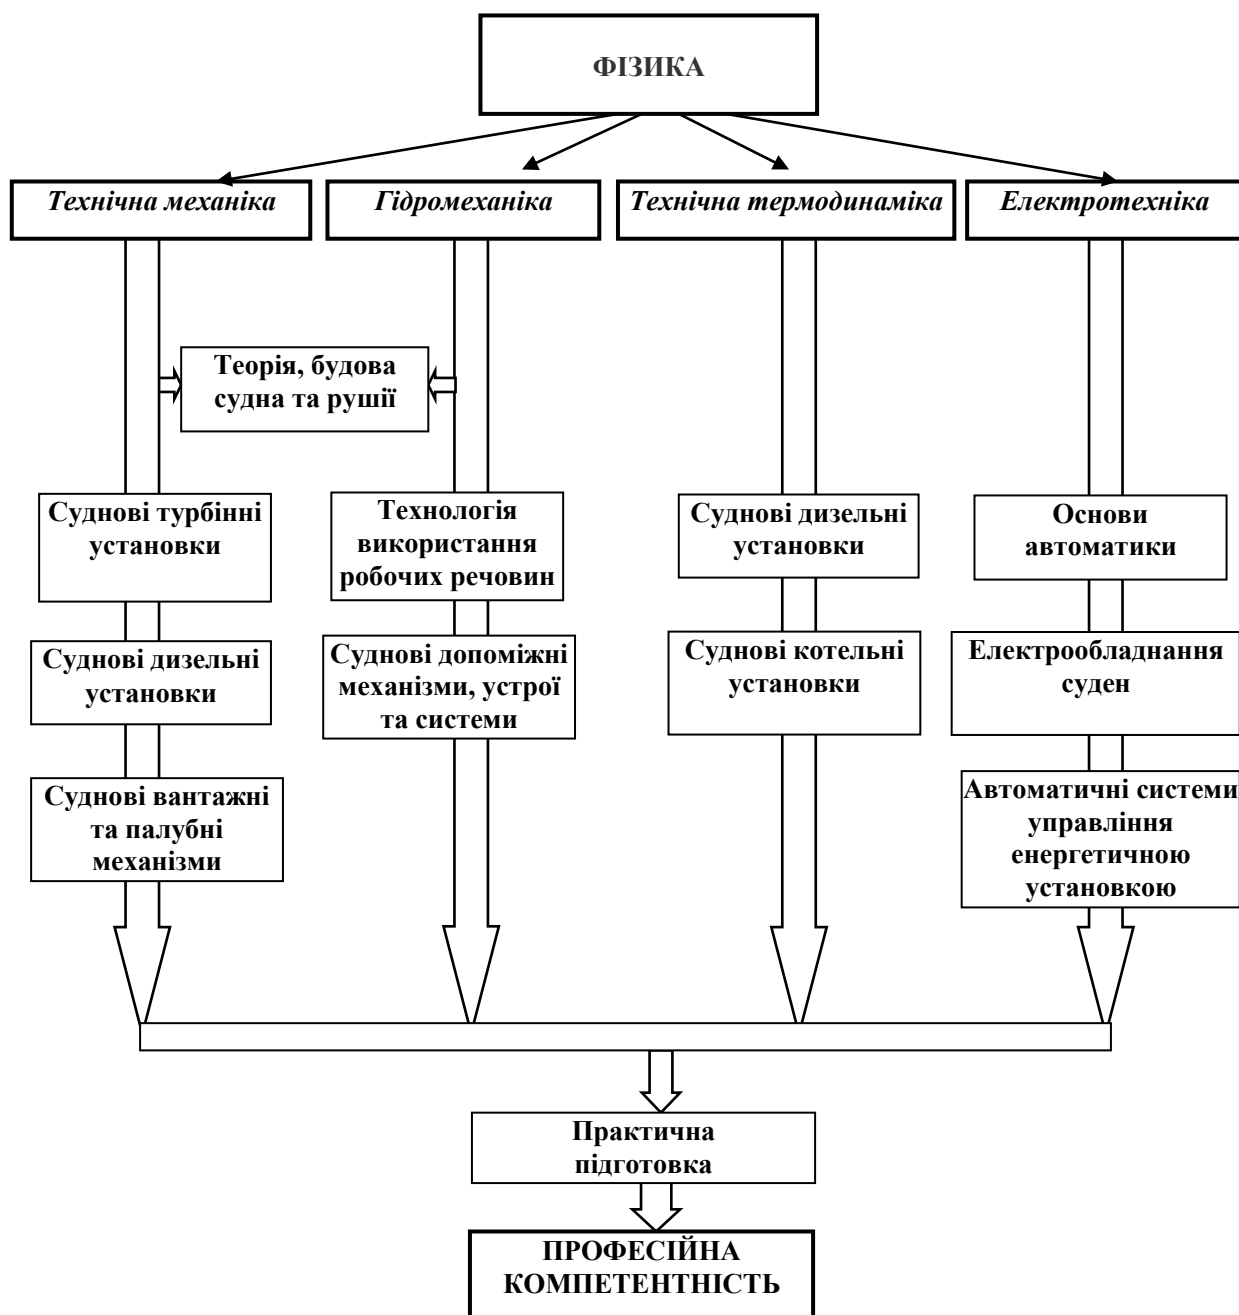 ФІЗИКА
Технічна механіка
Гідромеханіка
Технічна термодинаміка
Електротехніка
Теорія, будова
судна та рушії
Суднові турбінні
установки
Технологія
використання
робочих речовин
Суднові дизельні
установки
Основи
автоматики
Суднові дизельні
установки
Суднові допоміжні
механізми, устрої
та системи
Суднові котельні
установки
Електрообладнання
суден
Суднові вантажні
та палубні
механізми
Автоматичні системи
управління
енергетичною
установкою
Практична
підготовка
ПРОФЕСІЙНА
КОМПЕТЕНТНІСТЬ